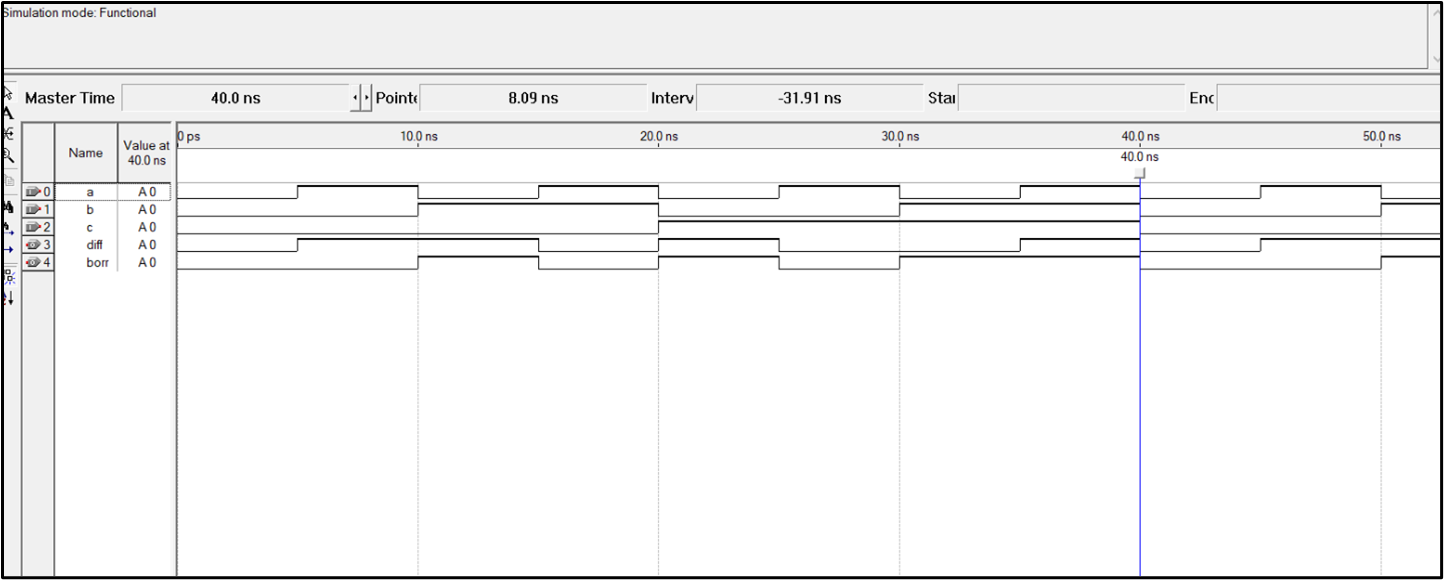 Simulation mode: Functional
Master Time 40.0 ns Pointe 8.09 ns Interv -31.91 ns Star Enc
0 ps 10.0 ns 20.0 ns 30.0 ns 40.0 ns 50.0 ns
Name Value at
40.0 ns
40.0 ns
0 a A 0
1 b A 0
2 c A 0
3 diff A 0
4 borr A 0